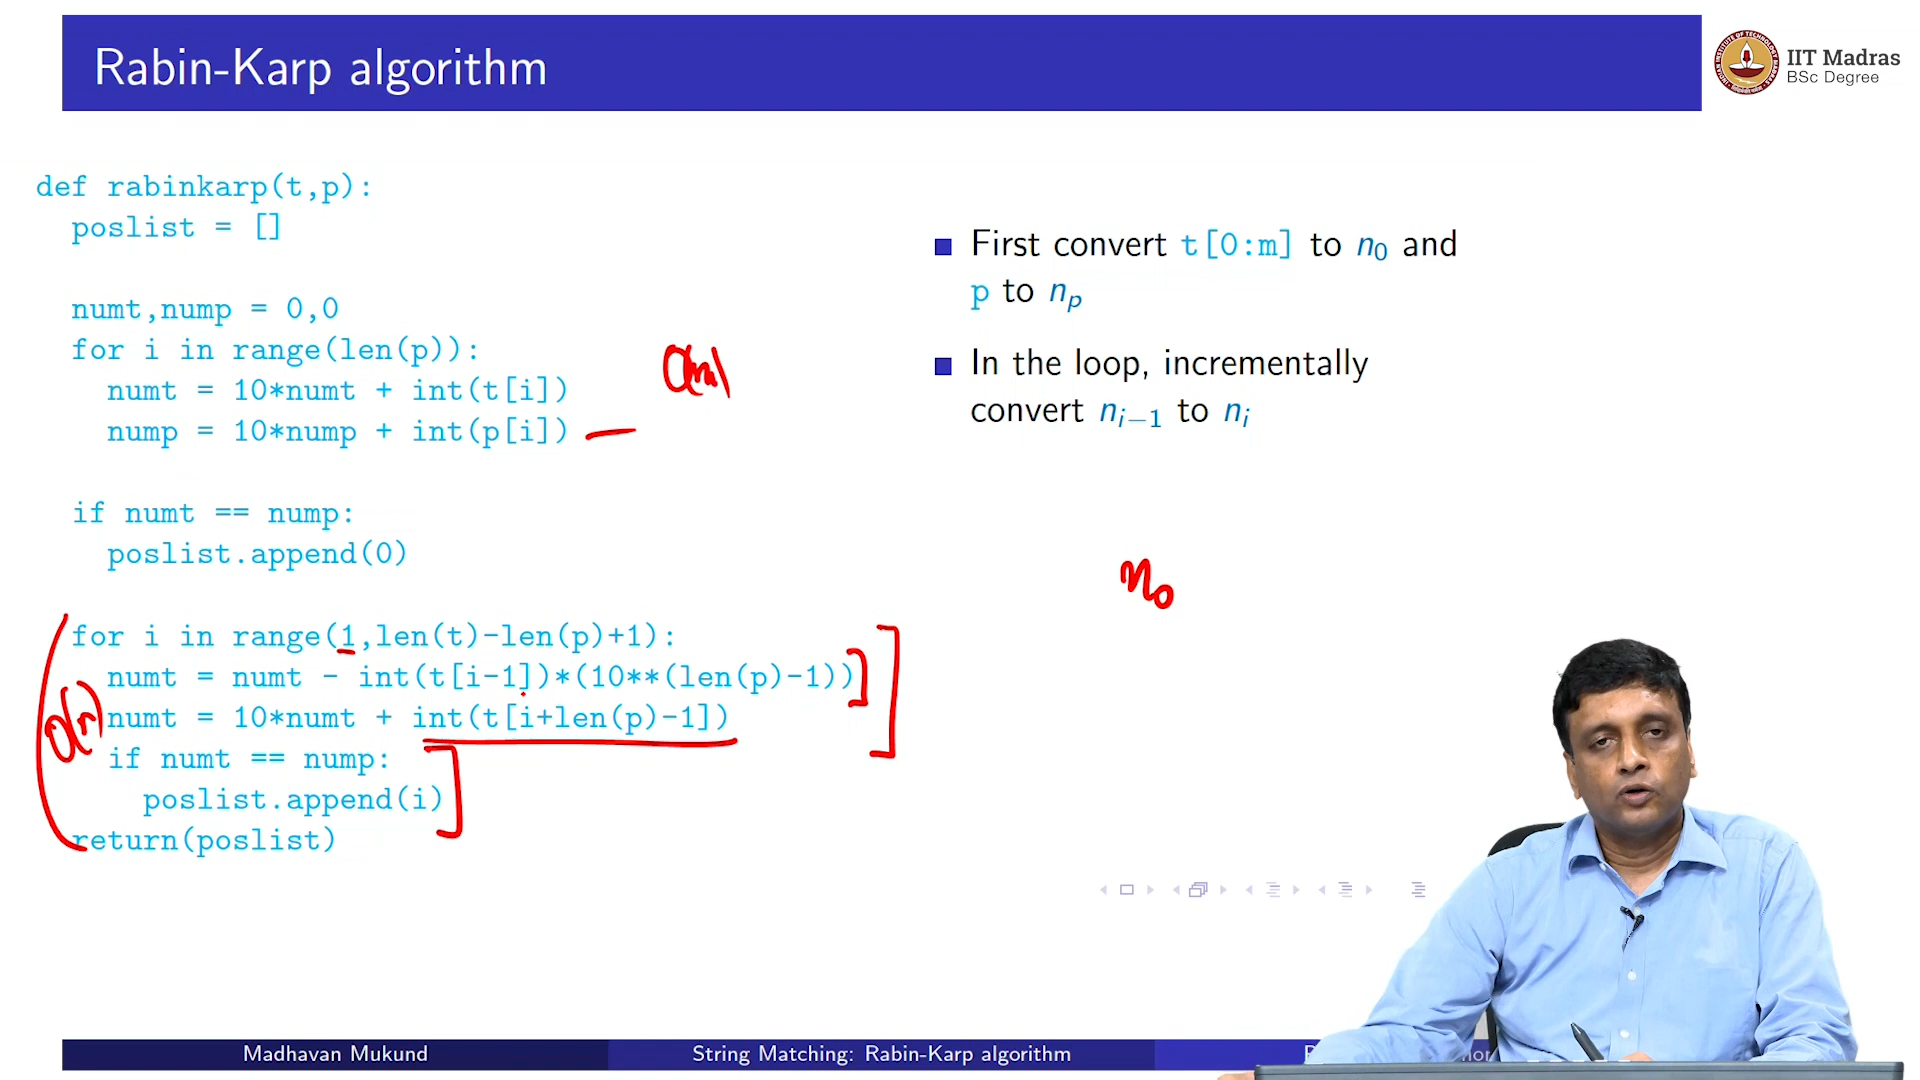 Rabin-Karp algorithm
IIT Madras
BSc Degree
def rabinkarp(t,p):
  poslist = []
  numt,nump = 0,0
  for i in range(len(p)):
    numt = 10*numt + int(t[i])
    nump = 10*nump + int(p[i])
O(m)
  if numt == nump:
    poslist.append(0)
  for i in range(1,len(t)-len(p)+1):
    numt = numt - int(t[i-1])*(10**(len(p)-1))
    numt = 10*numt + int(t[i+len(p)-1])
    if numt == nump:
      poslist.append(i)
  return(poslist)
O(n)
■ First convert t[0:m] to n₀ and
p to nₚ
■ In the loop, incrementally
convert nᵢ₋₁ to nᵢ
n₀
Madhavan Mukund
String Matching: Rabin-Karp algorithm